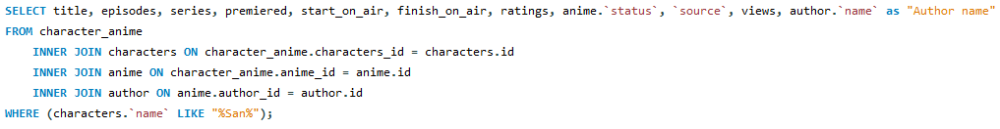 SELECT title, episodes, series, premiered, start_on_air, finish_on_air, ratings, anime.`status`, `source`, views, author.`name` as "Author name"
FROM character_anime
INNER JOIN characters ON character_anime.characters_id = characters.id
INNER JOIN anime ON character_anime.anime_id = anime.id
INNER JOIN author ON anime.author_id = author.id
WHERE (characters.`name` LIKE "%San%");